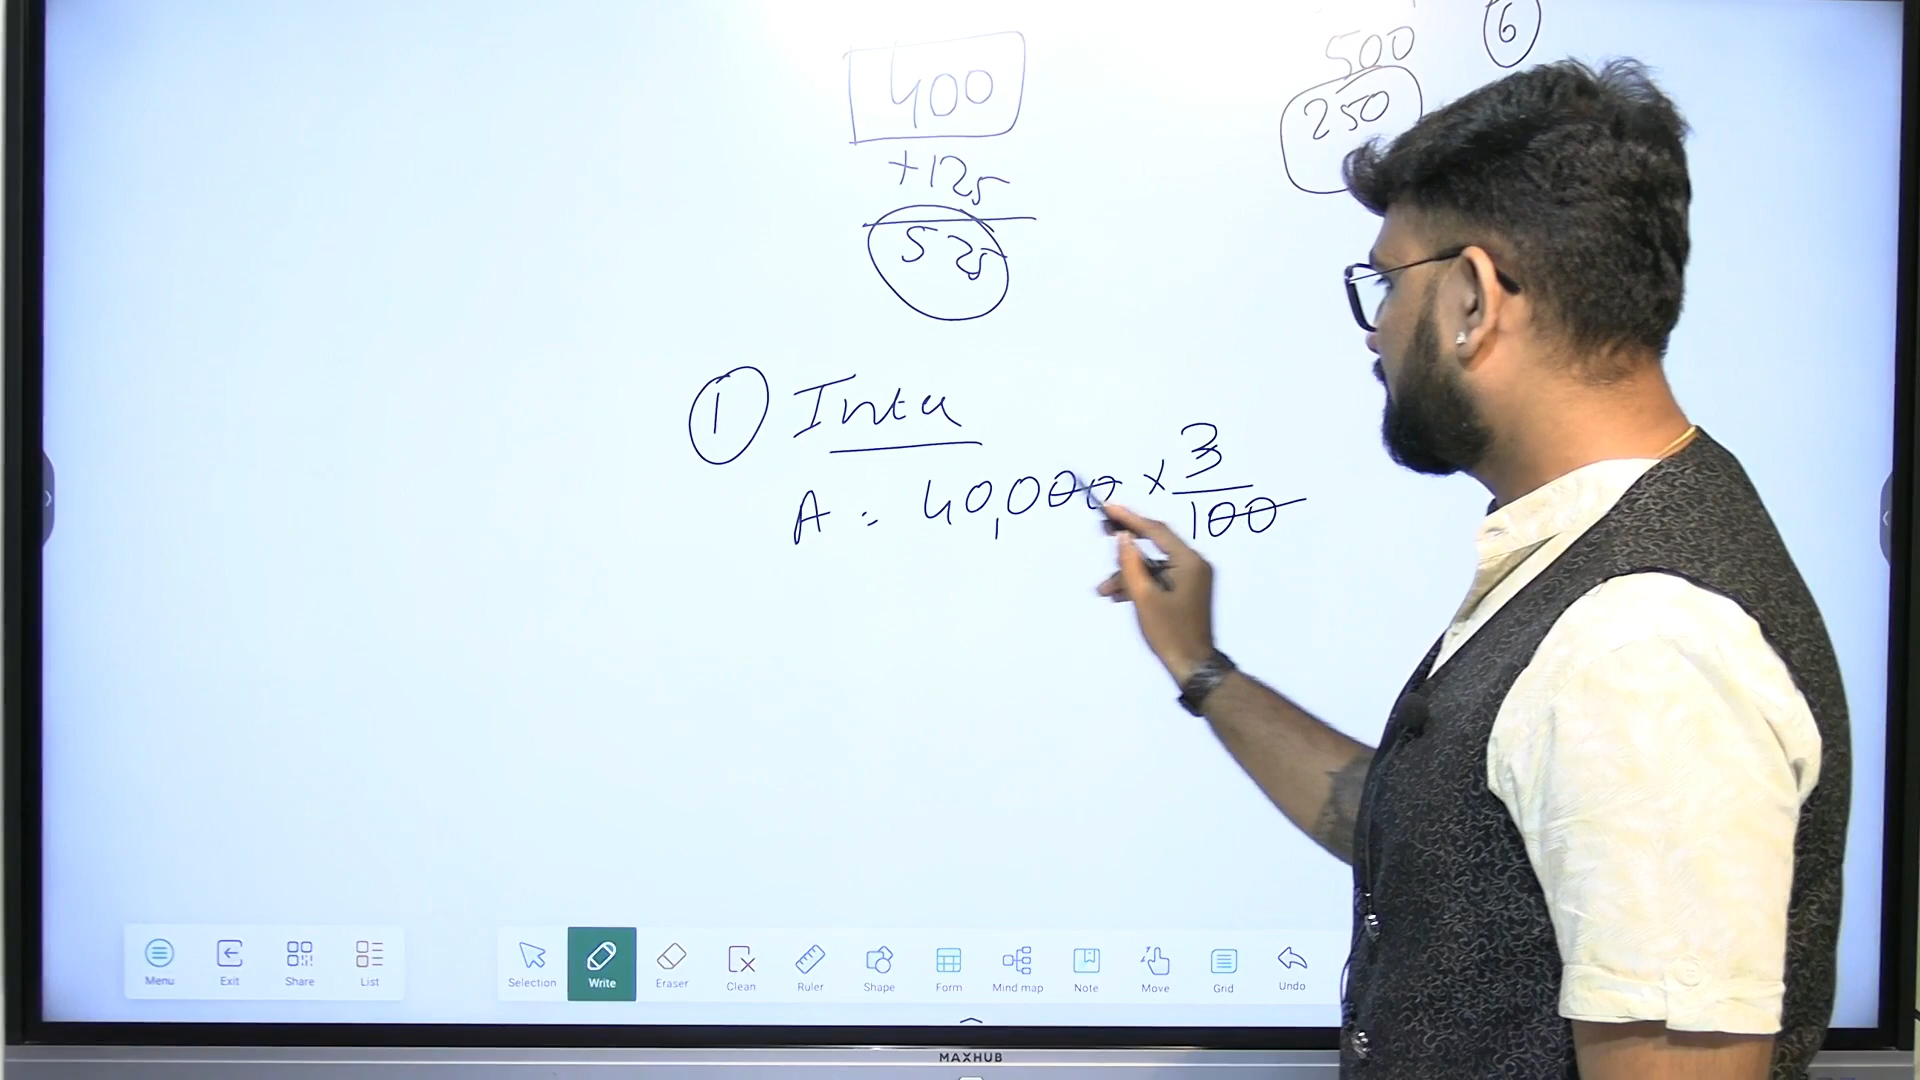 500
6
400
250
+125
525
1 Inta
A : 40,000 × 3/100
Menu
Exit
Share
List
Selection
Write
Eraser
Clean
Ruler
Shape
Form
Mind map
Note
Move
Grid
Undo
MAXHUB